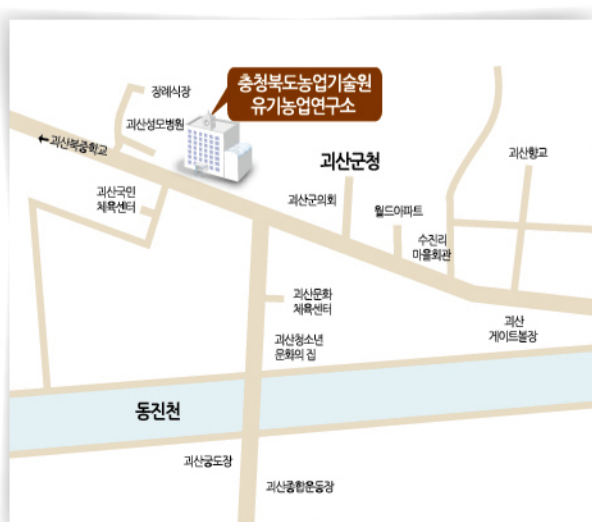 충청북도농업기술원
유기농업연구소
장례식장
괴산성모병원
←괴산북중학교
괴산군청
괴산향교
괴산국민
체육센터
괴산군의회
월드아파트
수진리
마을회관
괴산문화
체육센터
괴산
게이트볼장
괴산청소년
문화의 집
동진천
괴산궁도장
괴산종합운동장